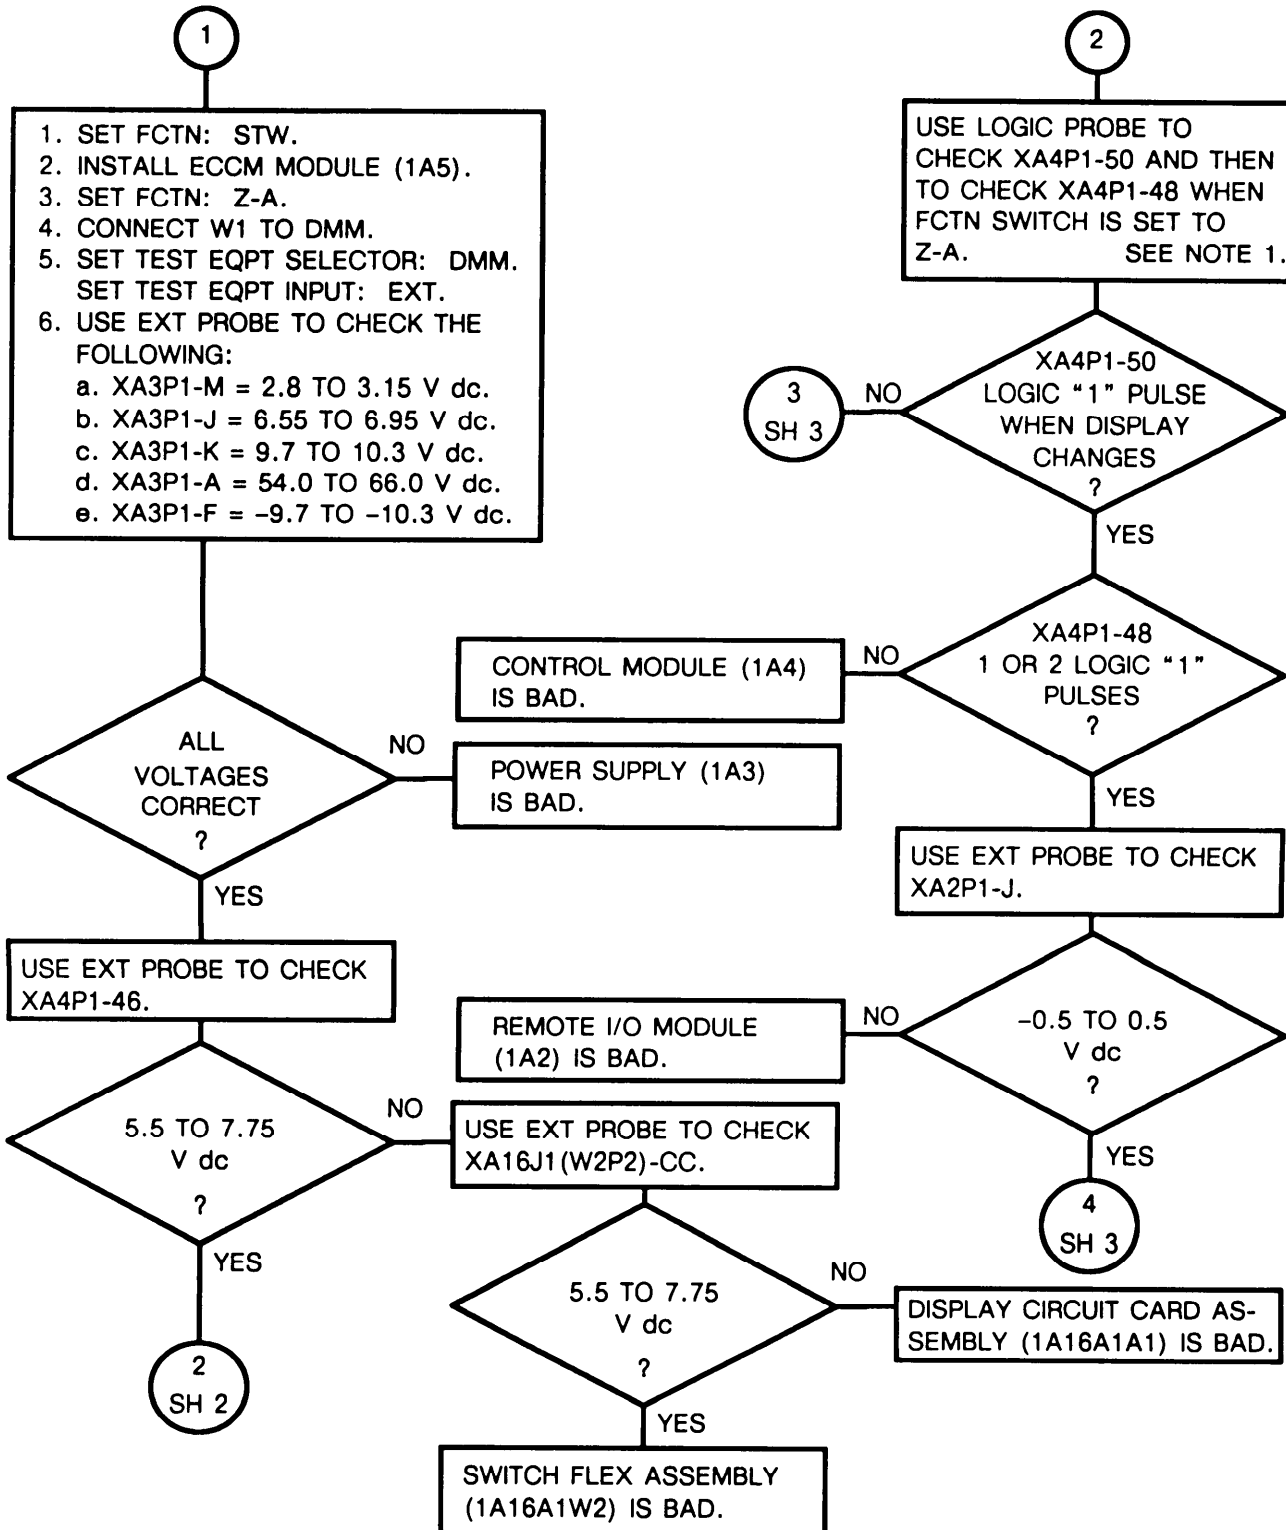 1
1. SET FCTN: STW.
2. INSTALL ECCM MODULE (1A5).
3. SET FCTN: Z-A.
4. CONNECT W1 TO DMM.
5. SET TEST EQPT SELECTOR: DMM.
SET TEST EQPT INPUT: EXT.
6. USE EXT PROBE TO CHECK THE
FOLLOWING:
a. XA3P1-M = 2.8 TO 3.15 V dc.
b. XA3P1-J = 6.55 TO 6.95 V dc.
c. XA3P1-K = 9.7 TO 10.3 V dc.
d. XA3P1-A = 54.0 TO 66.0 V dc.
e. XA3P1-F = –9.7 TO –10.3 V dc.
ALL
VOLTAGES
CORRECT
?
NO
POWER SUPPLY (1A3)
IS BAD.
YES
USE EXT PROBE TO CHECK
XA4P1-46.
5.5 TO 7.75
V dc
?
NO
USE EXT PROBE TO CHECK
XA16J1(W2P2)-CC.
YES
2
SH 2
5.5 TO 7.75
V dc
?
NO
DISPLAY CIRCUIT CARD AS-
SEMBLY (1A16A1A1) IS BAD.
YES
SWITCH FLEX ASSEMBLY
(1A16A1W2) IS BAD.
2
USE LOGIC PROBE TO
CHECK XA4P1-50 AND THEN
TO CHECK XA4P1-48 WHEN
FCTN SWITCH IS SET TO
Z-A. SEE NOTE 1.
XA4P1-50
LOGIC “1” PULSE
WHEN DISPLAY
CHANGES
?
NO
3
SH 3
YES
XA4P1-48
1 OR 2 LOGIC “1”
PULSES
?
NO
CONTROL MODULE (1A4)
IS BAD.
YES
USE EXT PROBE TO CHECK
XA2P1-J.
–0.5 TO 0.5
V dc
?
NO
REMOTE I/O MODULE
(1A2) IS BAD.
YES
4
SH 3